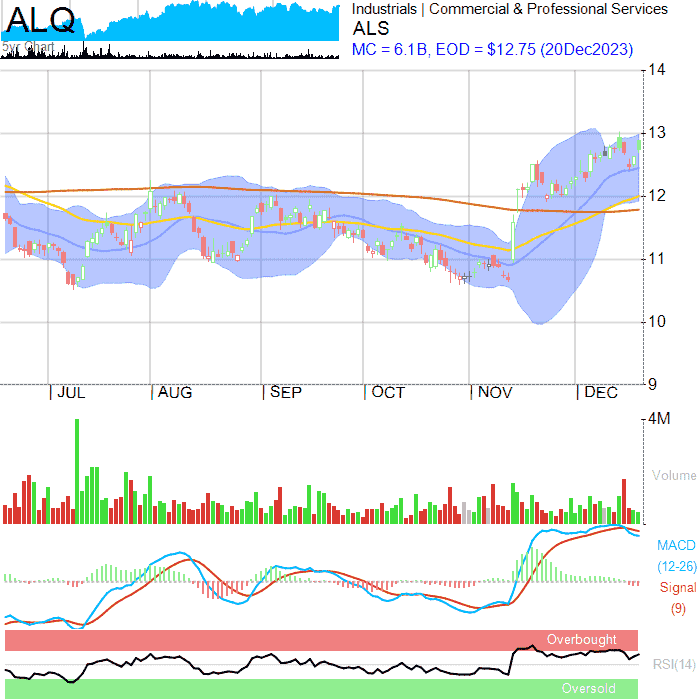 ALQ
5yr Chart
Industrials | Commercial & Professional Services
ALS
MC = 6.1B, EOD = $12.75 (20Dec2023)
14
13
12
11
10
9
JUL AUG SEP OCT NOV DEC
4M
Volume
MACD
(12-26)
Signal
(9)
Overbought
RSI(14)
Oversold